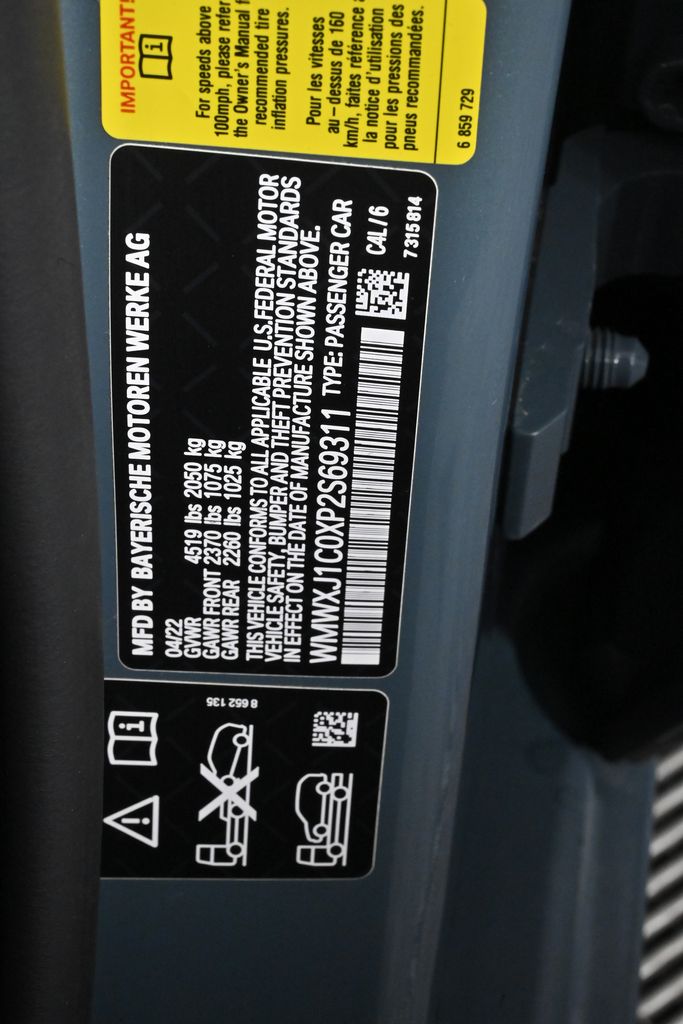 IMPORTANT!
For speeds above
100mph, please refer
the Owner's Manual f
recommended tire
inflation pressures.
Pour les vitesses
au-dessus de 160
km/h, faites référence à
la notice d'utilisation
pour les pressions des
pneus recommandées.
6 859 729
MFD BY BAYERISCHE MOTOREN WERKE AG
04/22
GVWR 4519 lbs 2050 kg
GAWR FRONT 2370 lbs 1075 kg
GAWR REAR 2260 lbs 1025 kg
THIS VEHICLE CONFORMS TO ALL APPLICABLE U.S.FEDERAL MOTOR
VEHICLE SAFETY, BUMPER AND THEFT PREVENTION STANDARDS
IN EFFECT ON THE DATE OF MANUFACTURE SHOWN ABOVE.
WMWXJ1C0XP2S69311 TYPE: PASSENGER CAR
C4L/6
7 315 814
8 652 135